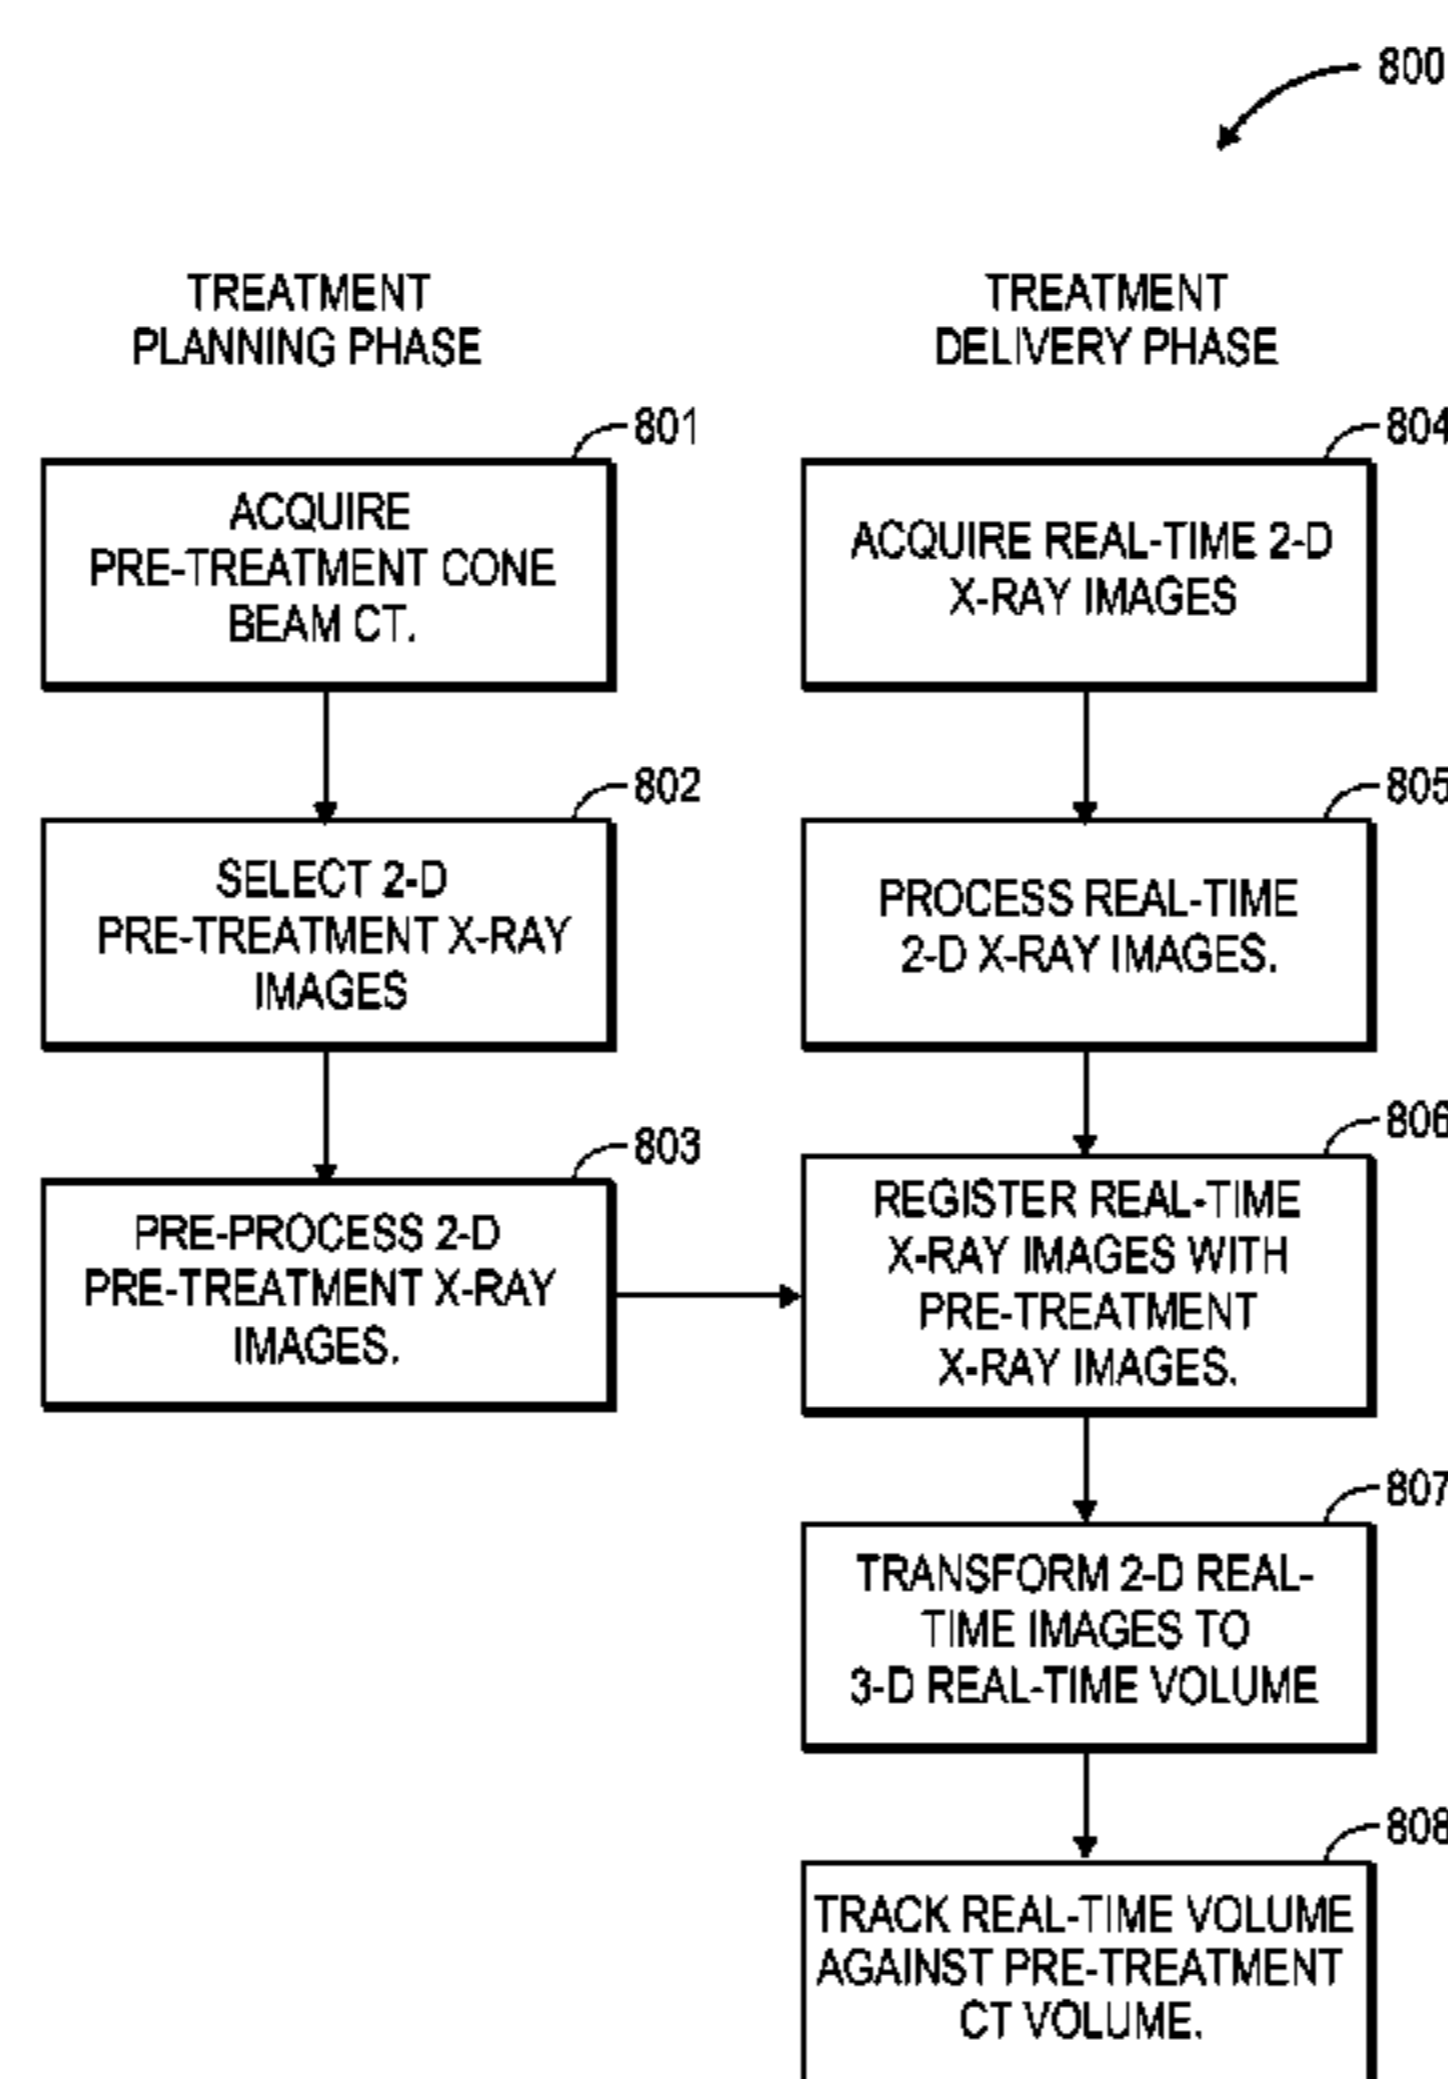 800
TREATMENT
PLANNING PHASE
801
ACQUIRE
PRE-TREATMENT CONE
BEAM CT.
802
SELECT 2-D
PRE-TREATMENT X-RAY
IMAGES
803
PRE-PROCESS 2-D
PRE-TREATMENT X-RAY
IMAGES.
TREATMENT
DELIVERY PHASE
804
ACQUIRE REAL-TIME 2-D
X-RAY IMAGES
805
PROCESS REAL-TIME
2-D X-RAY IMAGES.
806
REGISTER REAL-TIME
X-RAY IMAGES WITH
PRE-TREATMENT
X-RAY IMAGES.
807
TRANSFORM 2-D REAL-
TIME IMAGES TO
3-D REAL-TIME VOLUME
808
TRACK REAL-TIME VOLUME
AGAINST PRE-TREATMENT
CT VOLUME.